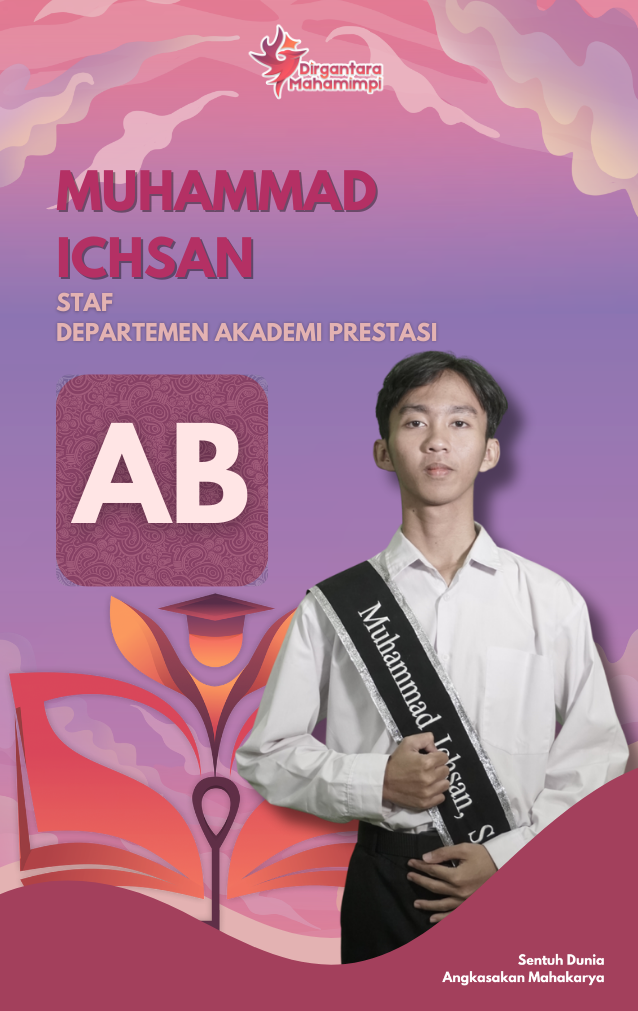 Dirgantara
Mahamimpi
MUHAMMAD
ICHSAN
STAF
DEPARTEMEN AKADEMI PRESTASI
AB
Muhammad Ichsan, S
Sentuh Dunia
Angkasakan Mahakarya